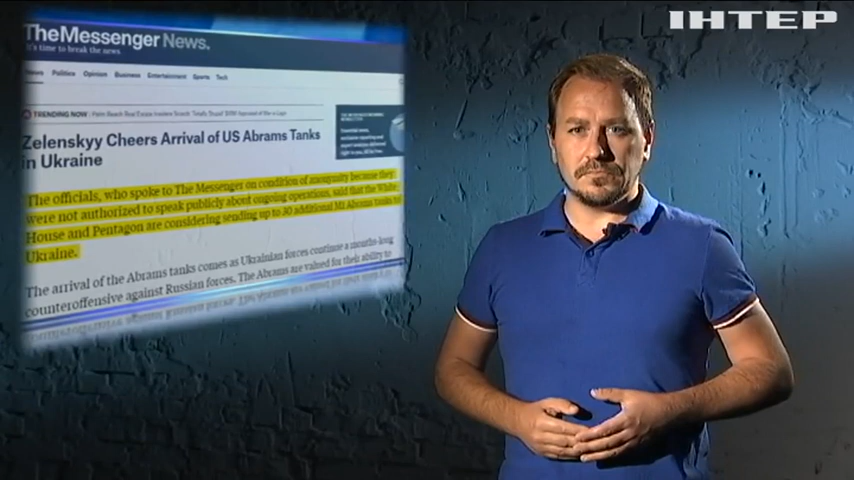 ІНТЕР
TheMessenger News.
it's time to break the news
News Politics Opinion Business Entertainment Sports Tech
TRENDING NOW
Zelenskyy Cheers Arrival of US Abrams Tanks
in Ukraine
The officials, who spoke to The Messenger on condition of anonymity because they
were not authorized to speak publicly about ongoing operations, said that the White
House and Pentagon are considering sending up to 30 additional M1 Abrams tanks to
Ukraine.
The arrival of the Abrams tanks comes as Ukrainian forces continue a months-long
counteroffensive against Russian forces. The Abrams are valued for their ability to